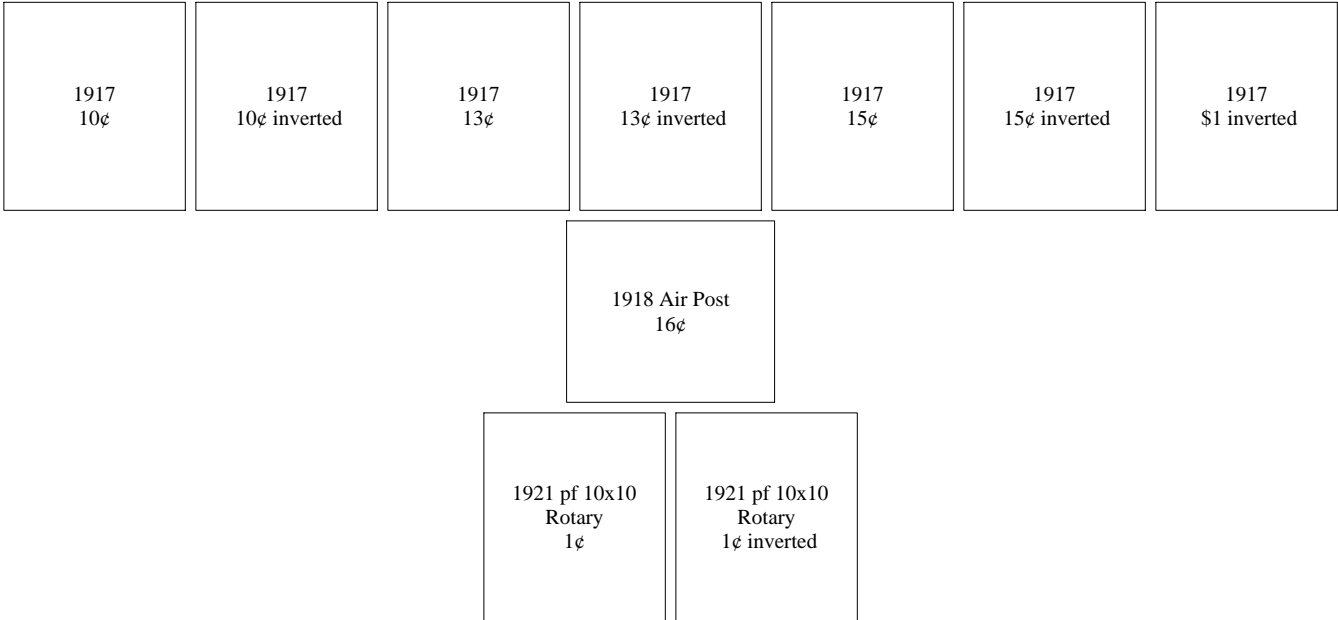 1917
10¢
1917
10¢ inverted
1917
13¢
1917
13¢ inverted
1917
15¢
1917
15¢ inverted
1917
$1 inverted
1918 Air Post
16¢
1921 pf 10x10
Rotary
1¢
1921 pf 10x10
Rotary
1¢ inverted